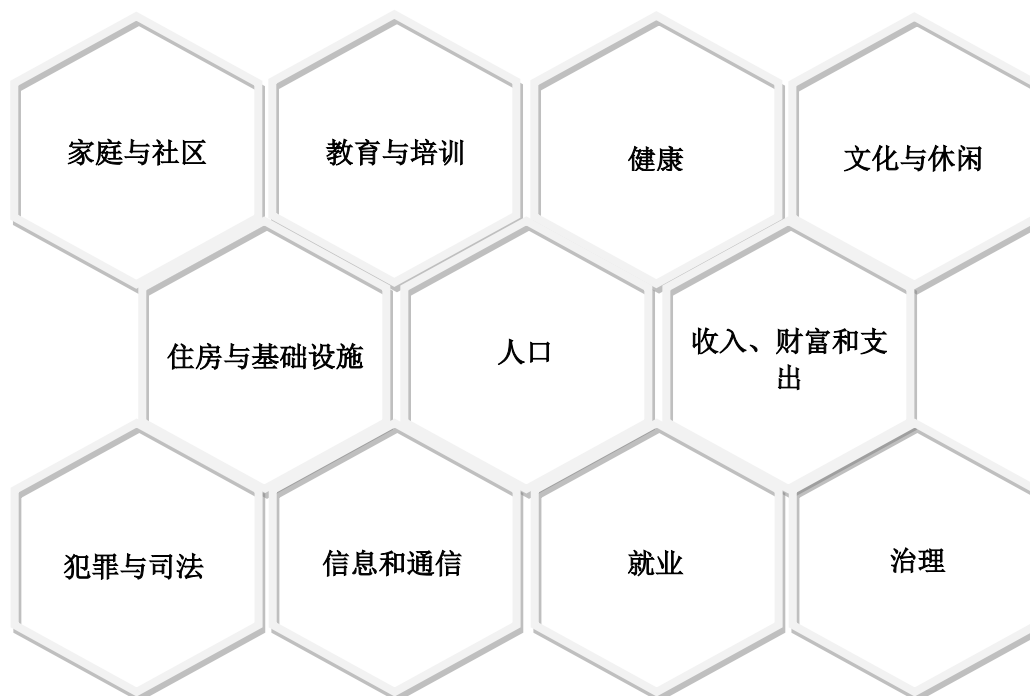 家庭与社区
教育与培训
健康
文化与休闲
住房与基础设施
人口
收入、财富和支
出
犯罪与司法
信息和通信
就业
治理